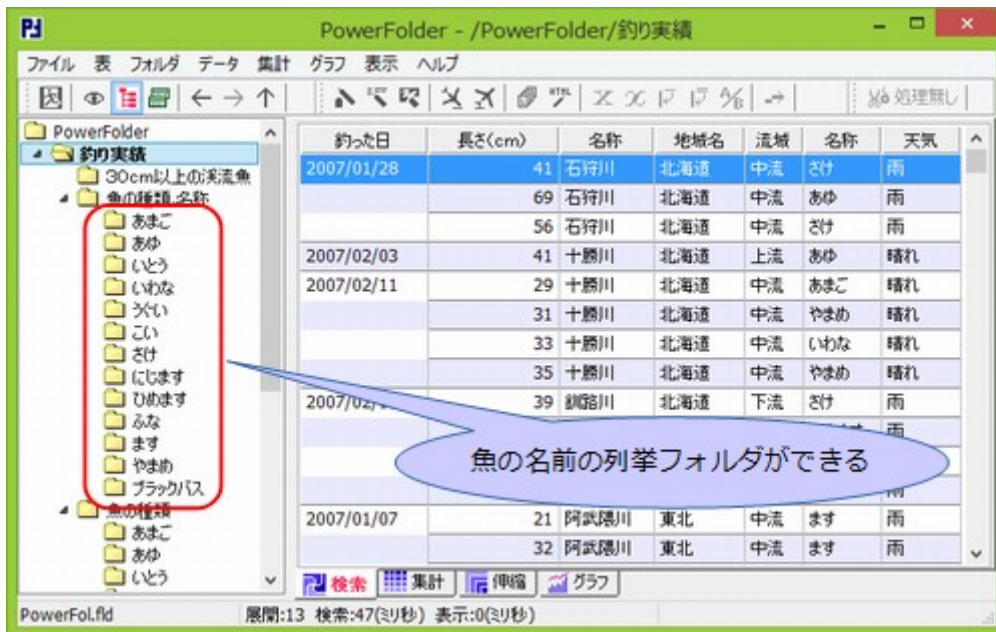 PowerFolder - /PowerFolder/釣り実績
ファイル 表 フォルダ データ 集計 グラフ 表示 ヘルプ
HTML 処理無し
PowerFolder
釣り実績
30cm以上の渓流魚
魚の種類.名称
あまご
あゆ
いとう
いわな
うぐい
こい
さけ
にじます
ひめます
ふな
ます
やまめ
ブラックバス
魚の種類
あまご
あゆ
いとう
釣った日 長さ(cm) 名称 地域名 流域 名称 天気
2007/01/28 41 石狩川 北海道 中流 さけ 雨
69 石狩川 北海道 中流 あゆ 雨
56 石狩川 北海道 中流 さけ 雨
2007/02/03 41 十勝川 北海道 上流 あゆ 晴れ
2007/02/11 29 十勝川 北海道 中流 あまご 晴れ
31 十勝川 北海道 中流 やまめ 晴れ
33 十勝川 北海道 中流 いわな 晴れ
35 十勝川 北海道 中流 やまめ 晴れ
2007/02/ 39 釧路川 北海道 下流 さけ 雨
雨
魚の名前の列挙フォルダができる
2007/01/07 21 阿武隈川 東北 中流 ます 雨
32 阿武隈川 東北 中流 ます 雨
検索 集計 伸縮 グラフ
PowerFol.fld 展開:13 検索:47(ミリ秒) 表示:0(ミリ秒)